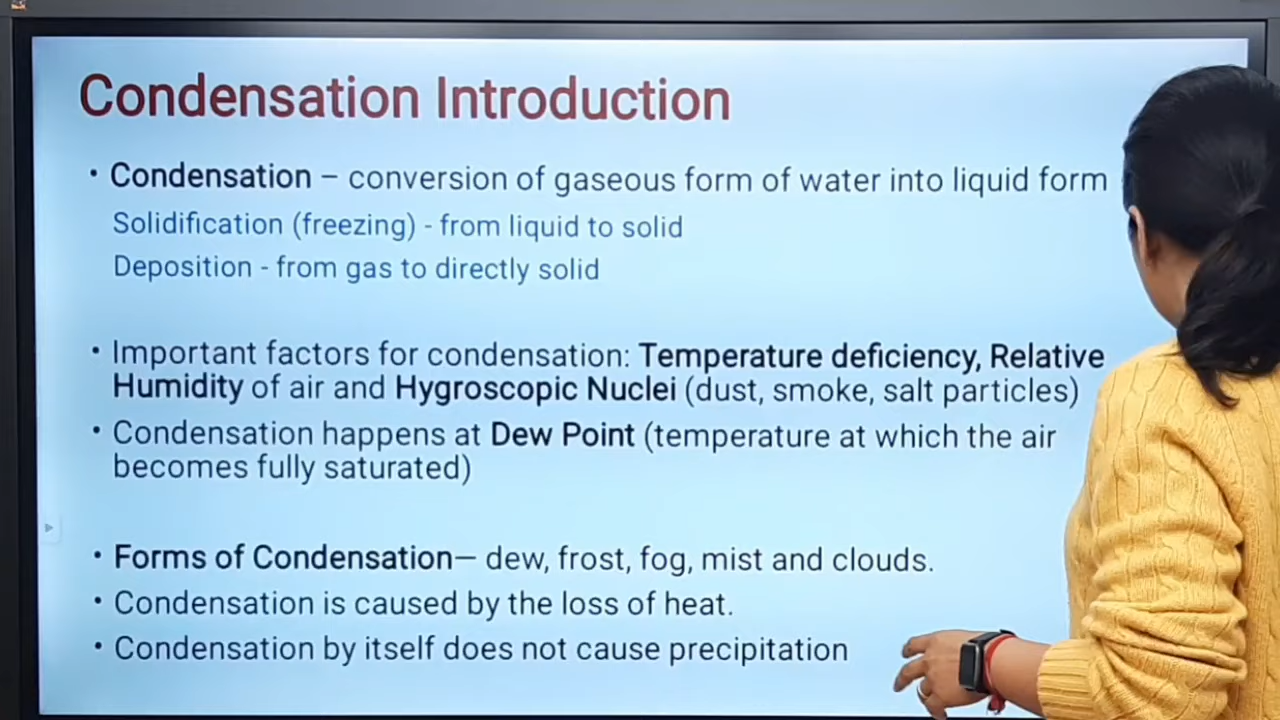 Condensation Introduction
• Condensation – conversion of gaseous form of water into liquid form
Solidification (freezing) - from liquid to solid
Deposition - from gas to directly solid
• Important factors for condensation: Temperature deficiency, Relative
Humidity of air and Hygroscopic Nuclei (dust, smoke, salt particles)
• Condensation happens at Dew Point (temperature at which the air
becomes fully saturated)
• Forms of Condensation— dew, frost, fog, mist and clouds.
• Condensation is caused by the loss of heat.
• Condensation by itself does not cause precipitation